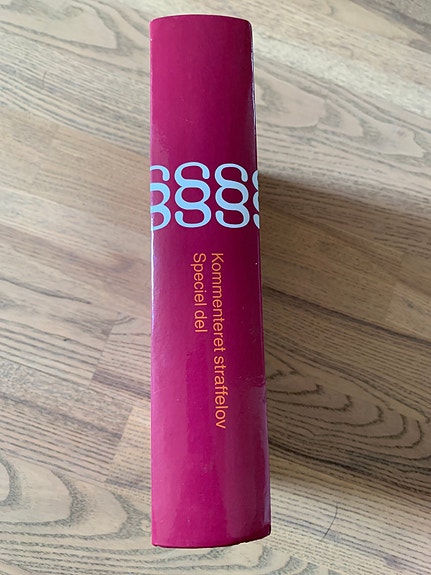 §§§§
Kommenteret straffelov
Speciel del